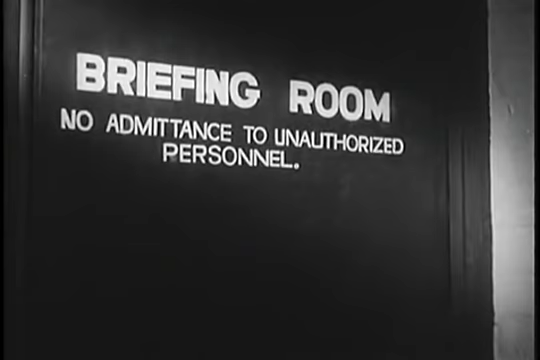 BRIEFING ROOM
NO ADMITTANCE TO UNAUTHORIZED
PERSONNEL.